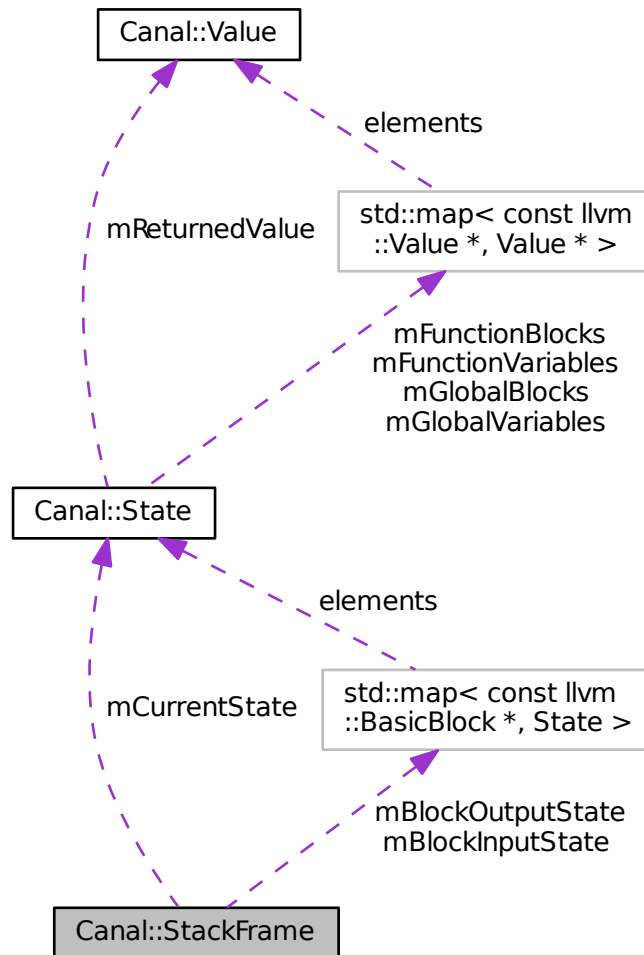 Canal::Value
elements
std::map< const llvm
::Value *, Value * >
mReturnedValue
mFunctionBlocks
mFunctionVariables
mGlobalBlocks
mGlobalVariables
Canal::State
elements
std::map< const llvm
::BasicBlock *, State >
mCurrentState
mBlockOutputState
mBlockInputState
Canal::StackFrame